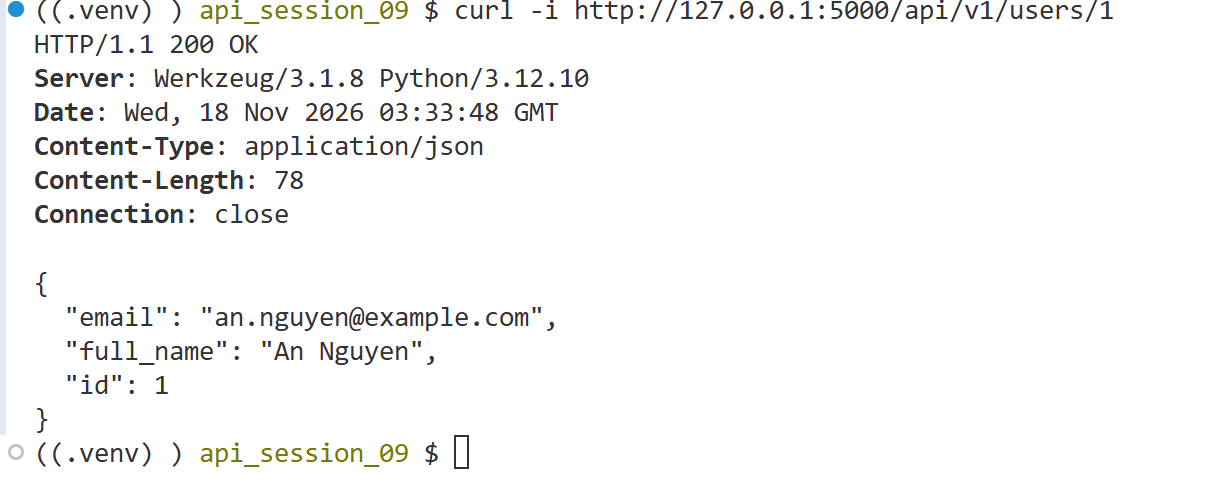 ((.venv) ) api_session_09 $ curl -i http://127.0.0.1:5000/api/v1/users/1
HTTP/1.1 200 OK
Server: Werkzeug/3.1.8 Python/3.12.10
Date: Wed, 18 Nov 2026 03:33:48 GMT
Content-Type: application/json
Content-Length: 78
Connection: close

{
  "email": "an.nguyen@example.com",
  "full_name": "An Nguyen",
  "id": 1
}
((.venv) ) api_session_09 $